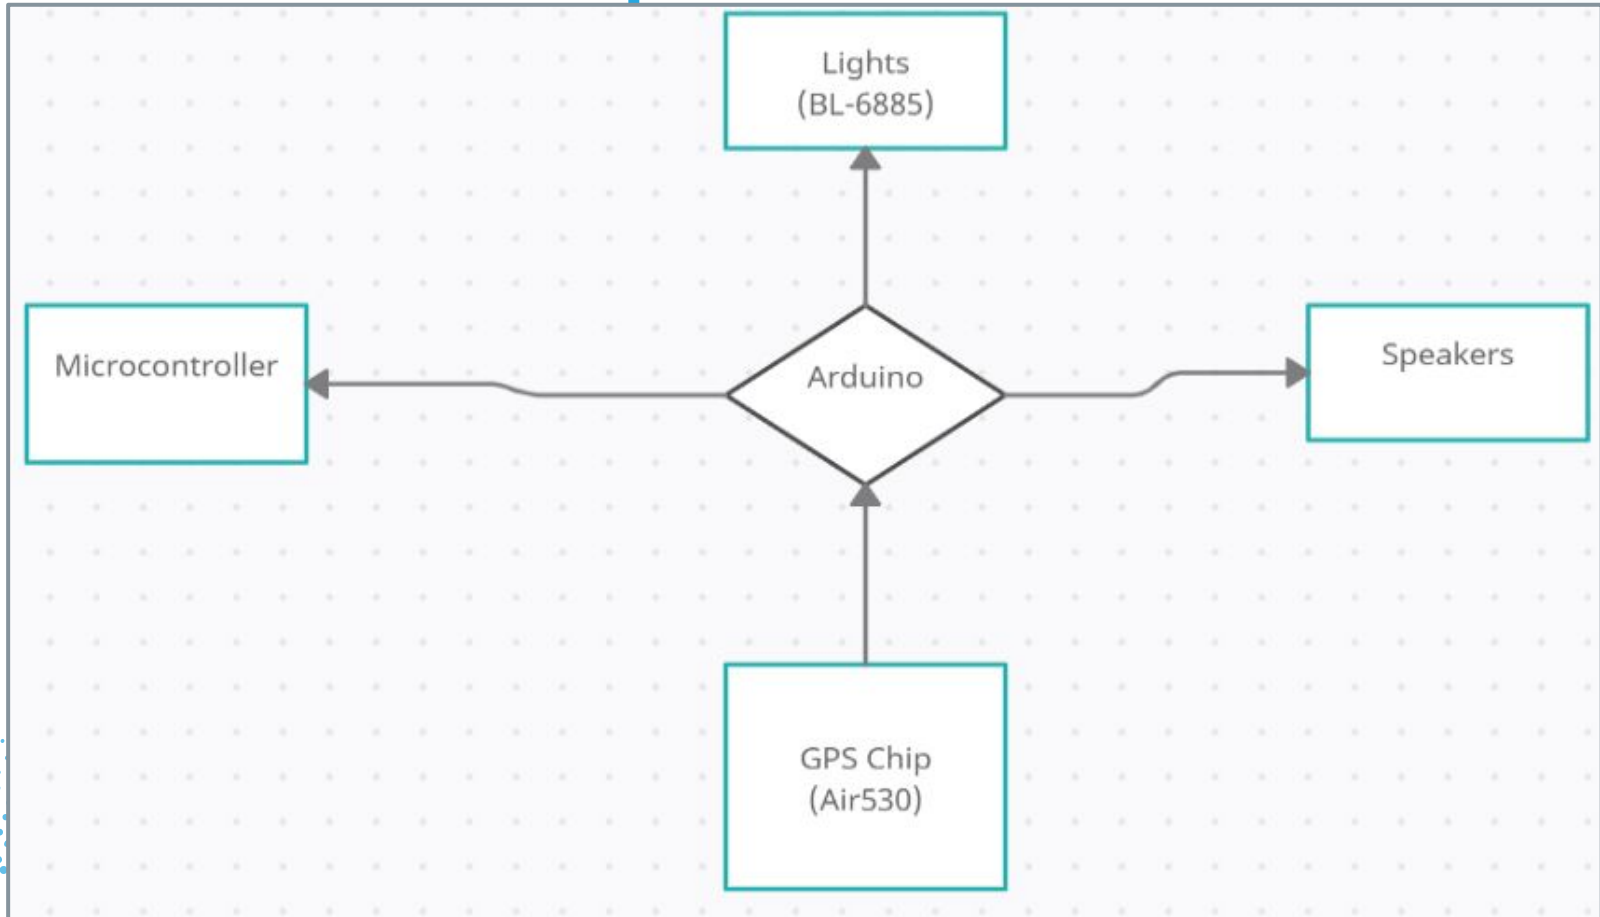 Lights
(BL-6885)
Microcontroller
Arduino
Speakers
GPS Chip
(Air530)